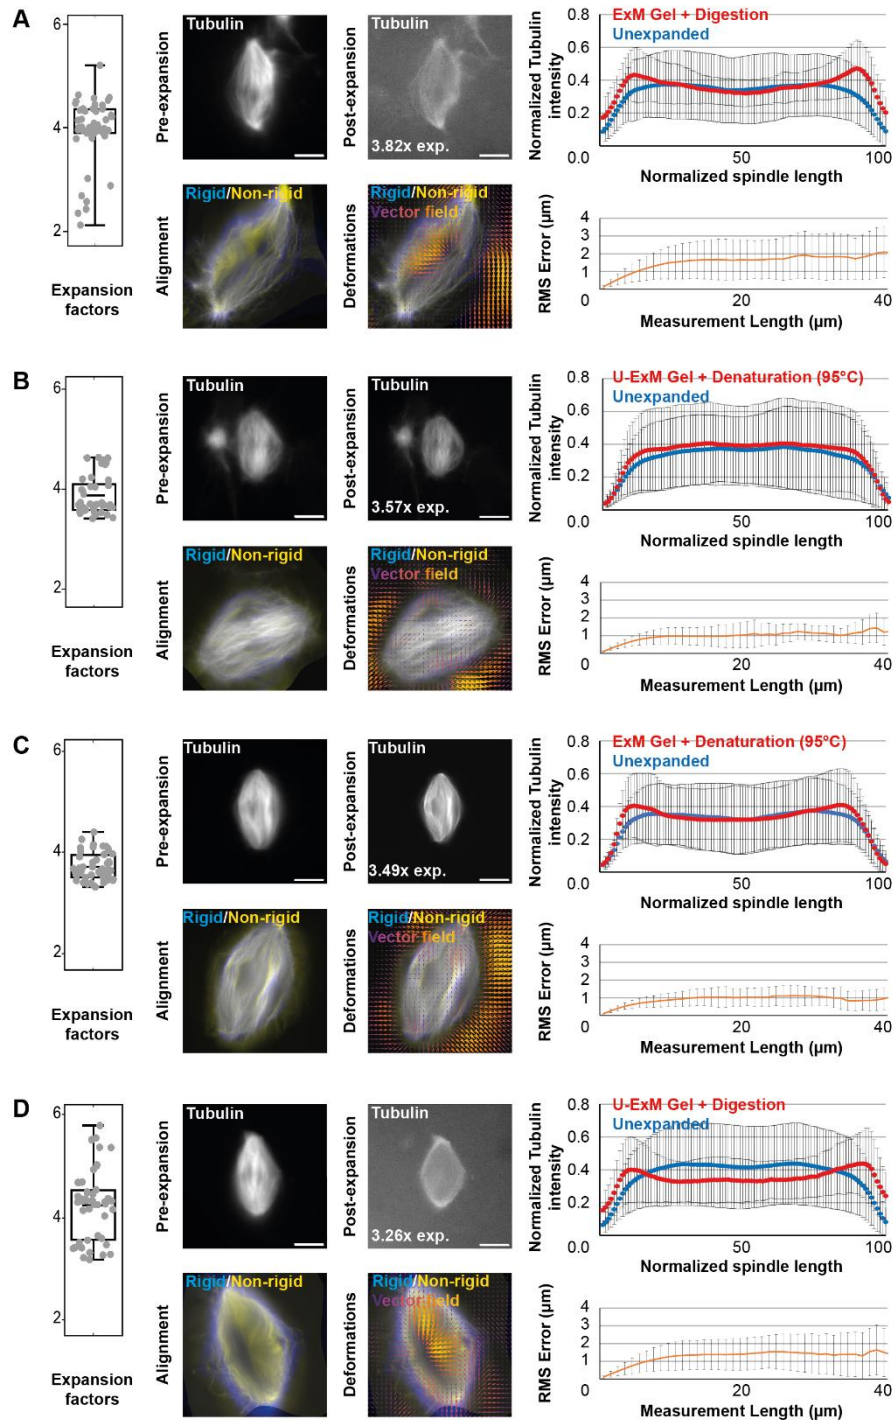 A
6
4
2
Expansion
factors
Pre-expansion
Tubulin
Post-expansion
Tubulin
3.82x exp.
Alignment
Rigid/Non-rigid
Deformations
Rigid/Non-rigid
Vector field
Normalized Tubulin
intensity
0.8
0.6
0.4
0.2
0.0
ExM Gel + Digestion
Unexpanded
50
100
Normalized spindle length
RMS Error (µm)
4
3
2
1
0
20
40
Measurement Length (µm)
B
6
4
2
Expansion
factors
Pre-expansion
Tubulin
Post-expansion
Tubulin
3.57x exp.
Alignment
Rigid/Non-rigid
Deformations
Rigid/Non-rigid
Vector field
Normalized Tubulin
intensity
0.8
0.6
0.4
0.2
0.0
U-ExM Gel + Denaturation (95°C)
Unexpanded
50
100
Normalized spindle length
RMS Error (µm)
4
3
2
1
0
20
40
Measurement Length (µm)
C
6
4
2
Expansion
factors
Pre-expansion
Tubulin
Post-expansion
Tubulin
3.49x exp.
Alignment
Rigid/Non-rigid
Deformations
Rigid/Non-rigid
Vector field
Normalized Tubulin
intensity
0.8
0.6
0.4
0.2
0.0
ExM Gel + Denaturation (95°C)
Unexpanded
50
100
Normalized spindle length
RMS Error (µm)
4
3
2
1
0
20
40
Measurement Length (µm)
D
6
4
2
Expansion
factors
Pre-expansion
Tubulin
Post-expansion
Tubulin
3.26x exp.
Alignment
Rigid/Non-rigid
Deformations
Rigid/Non-rigid
Vector field
Normalized Tubulin
intensity
0.8
0.6
0.4
0.2
0.0
U-ExM Gel + Digestion
Unexpanded
50
100
Normalized spindle length
RMS Error (µm)
4
3
2
1
0
20
40
Measurement Length (µm)